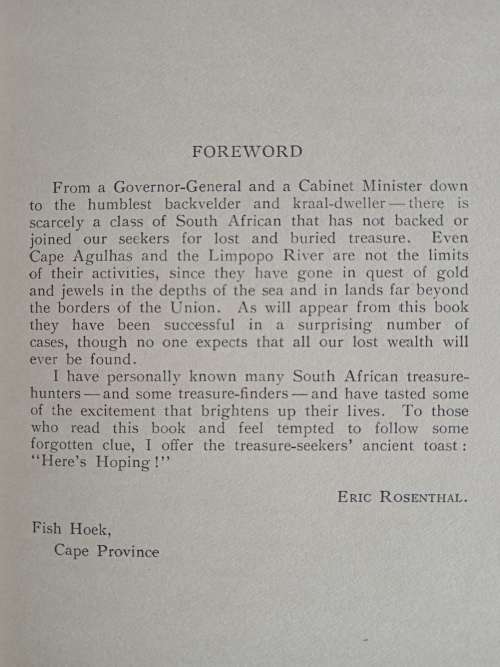 FOREWORD
From a Governor-General and a Cabinet Minister down
to the humblest backvelder and kraal-dweller — there is
scarcely a class of South African that has not backed or
joined our seekers for lost and buried treasure. Even
Cape Agulhas and the Limpopo River are not the limits
of their activities, since they have gone in quest of gold
and jewels in the depths of the sea and in lands far beyond
the borders of the Union. As will appear from this book
they have been successful in a surprising number of
cases, though no one expects that all our lost wealth will
ever be found.
I have personally known many South African treasure-
hunters — and some treasure-finders — and have tasted some
of the excitement that brightens up their lives. To those
who read this book and feel tempted to follow some
forgotten clue, I offer the treasure-seekers' ancient toast :
"Here's Hoping !"
ERIC ROSENTHAL.
Fish Hoek,
Cape Province